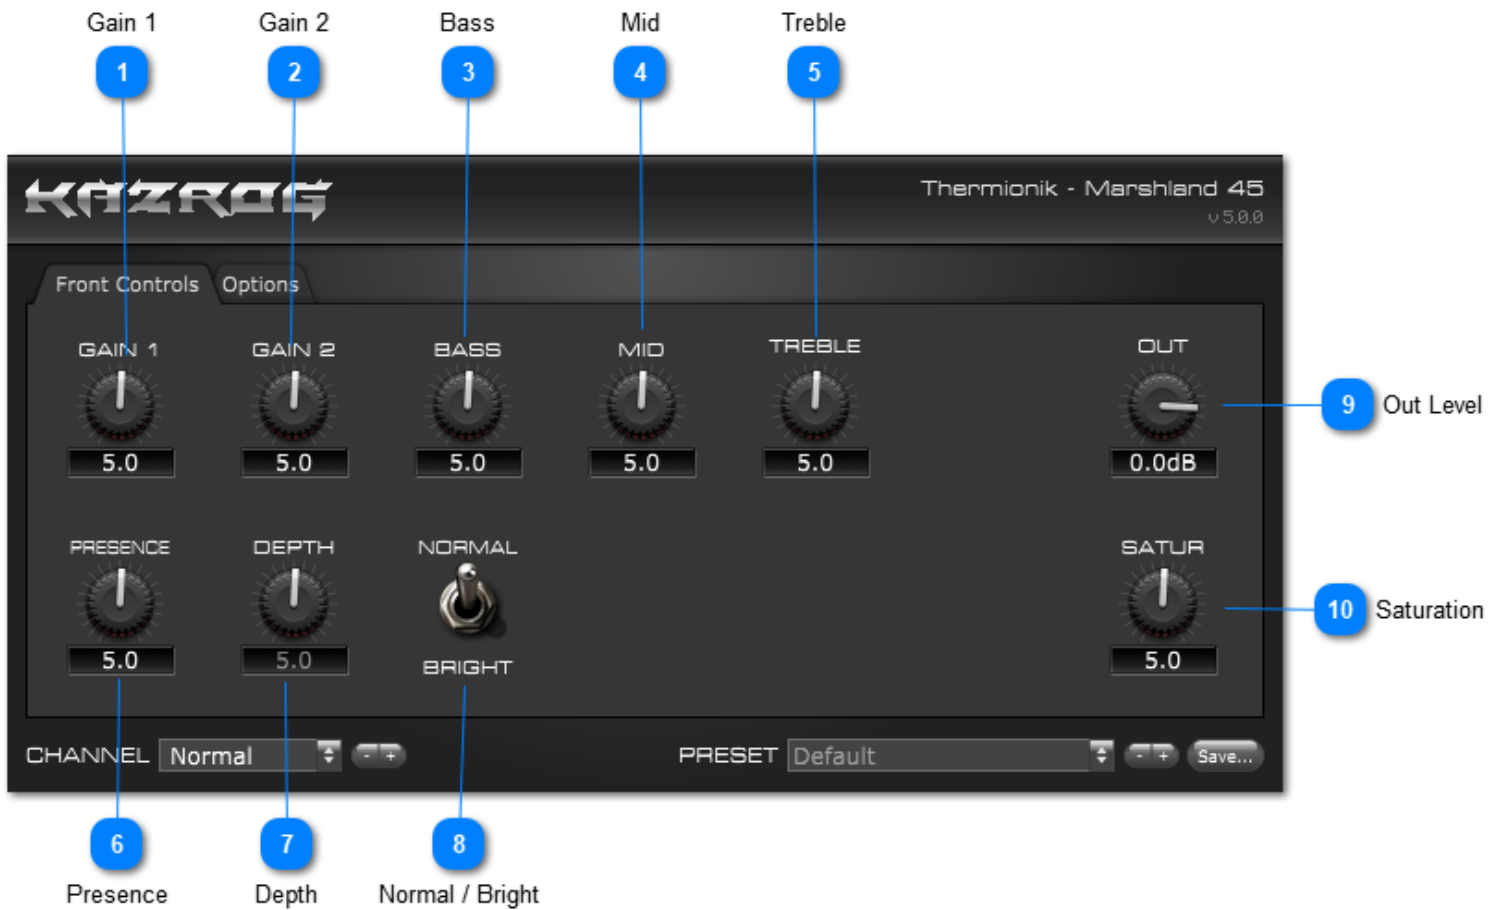 Gain 1 Gain 2 Bass Mid Treble
1 2 3 4 5
KAZROG
Thermionik - Marshland 45
v 5.0.0
Front Controls Options
GAIN 1 GAIN 2 BASS MID TREBLE OUT
9 Out Level
5.0 5.0 5.0 5.0 5.0 0.0dB
PRESENCE DEPTH NORMAL SATUR
10 Saturation
5.0 5.0 BRIGHT 5.0
CHANNEL Normal - + PRESET Default - + Save...
6 7 8
Presence Depth Normal / Bright